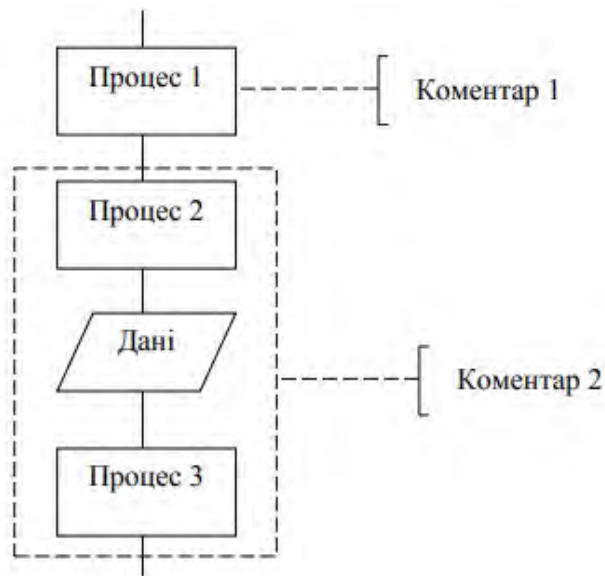 Процес 1
Коментар 1
Процес 2
Дані
Коментар 2
Процес 3